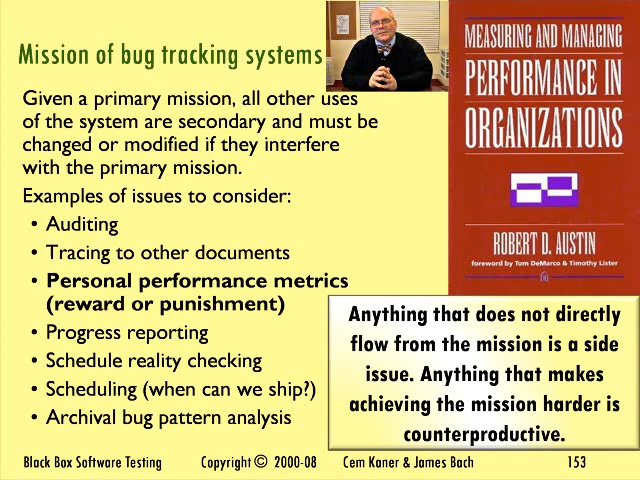 Mission of bug tracking systems
Given a primary mission, all other uses
of the system are secondary and must be
changed or modified if they interfere
with the primary mission.
Examples of issues to consider:
• Auditing
• Tracing to other documents
• Personal performance metrics
(reward or punishment)
• Progress reporting
• Schedule reality checking
• Scheduling (when can we ship?)
• Archival bug pattern analysis
MEASURING AND MANAGING
PERFORMANCE IN
ORGANIZATIONS
ROBERT D. AUSTIN
foreword by Tom DeMarco & Timothy Lister
Anything that does not directly
flow from the mission is a side
issue. Anything that makes
achieving the mission harder is
counterproductive.
Black Box Software Testing Copyright © 2000-08 Cem Kaner & James Bach 153